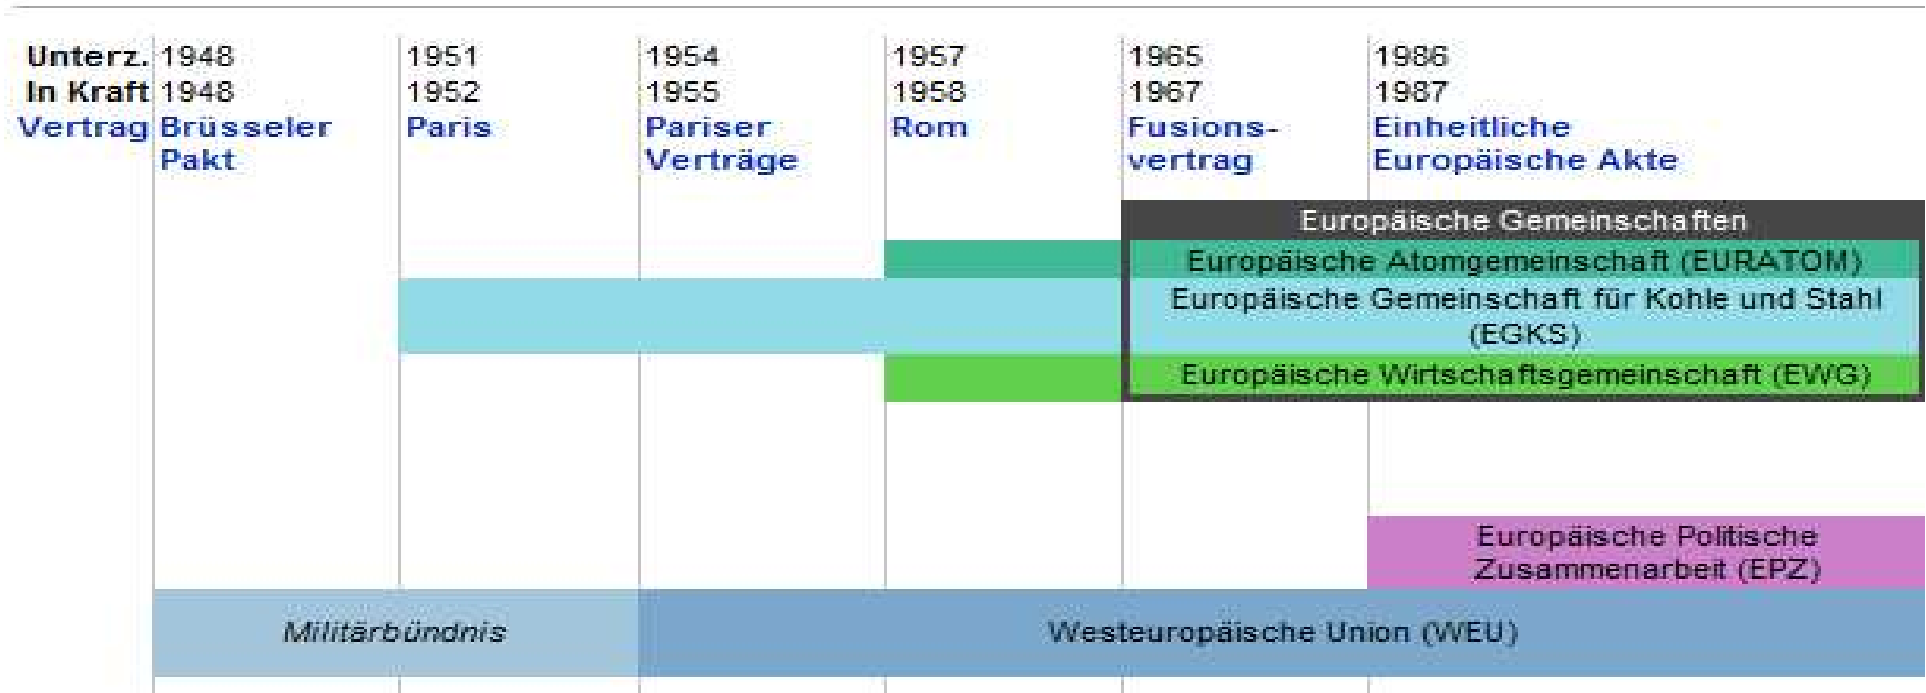 Unterz. 1948 1951 1954 1957 1965 1986
In Kraft 1948 1952 1955 1958 1967 1987
Vertrag Brüsseler Paris Pariser Rom Fusions- Einheitliche
Pakt Verträge vertrag Europäische Akte
Europäische Gemeinschaften
Europäische Atomgemeinschaft (EURATOM)
Europäische Gemeinschaft für Kohle und Stahl
(EGKS)
Europäische Wirtschaftsgemeinschaft (EWG)
Europäische Politische
Zusammenarbeit (EPZ)
Militärbündnis Westeuropäische Union (WEU)